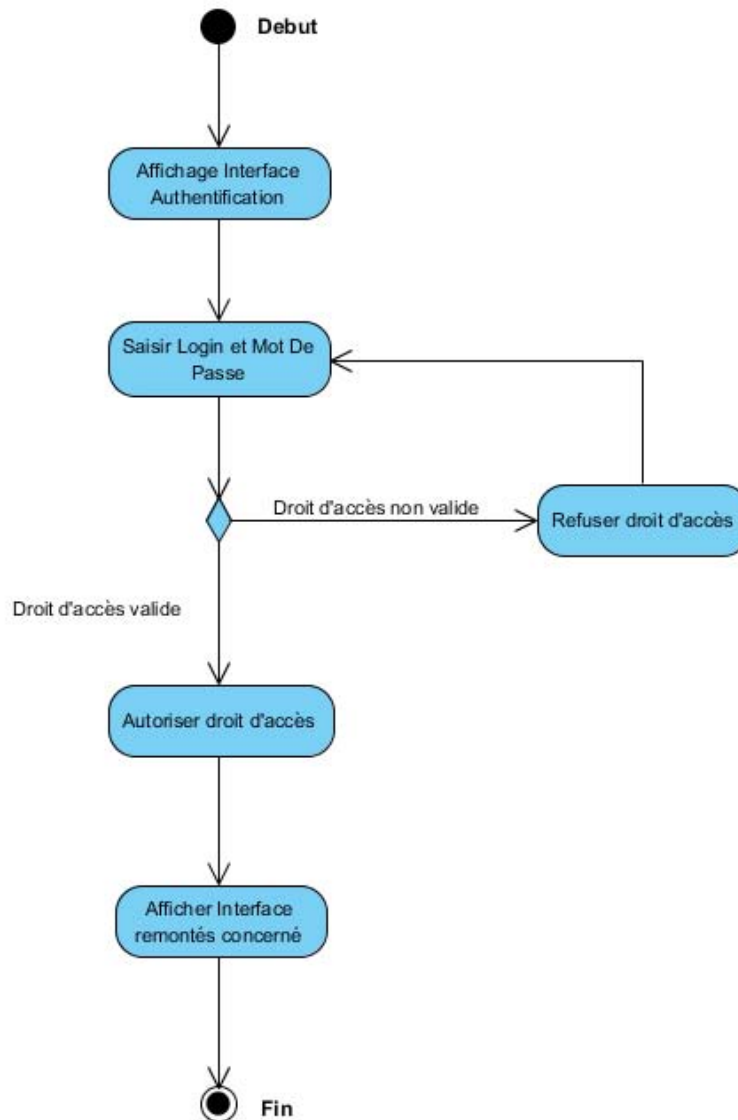 Debut
Affichage Interface
Authentification
Saisir Login et Mot De
Passe
Droit d'accès non valide
Refuser droit d'accès
Droit d'accès valide
Autoriser droit d'accès
Afficher Interface
remontés concerné
Fin